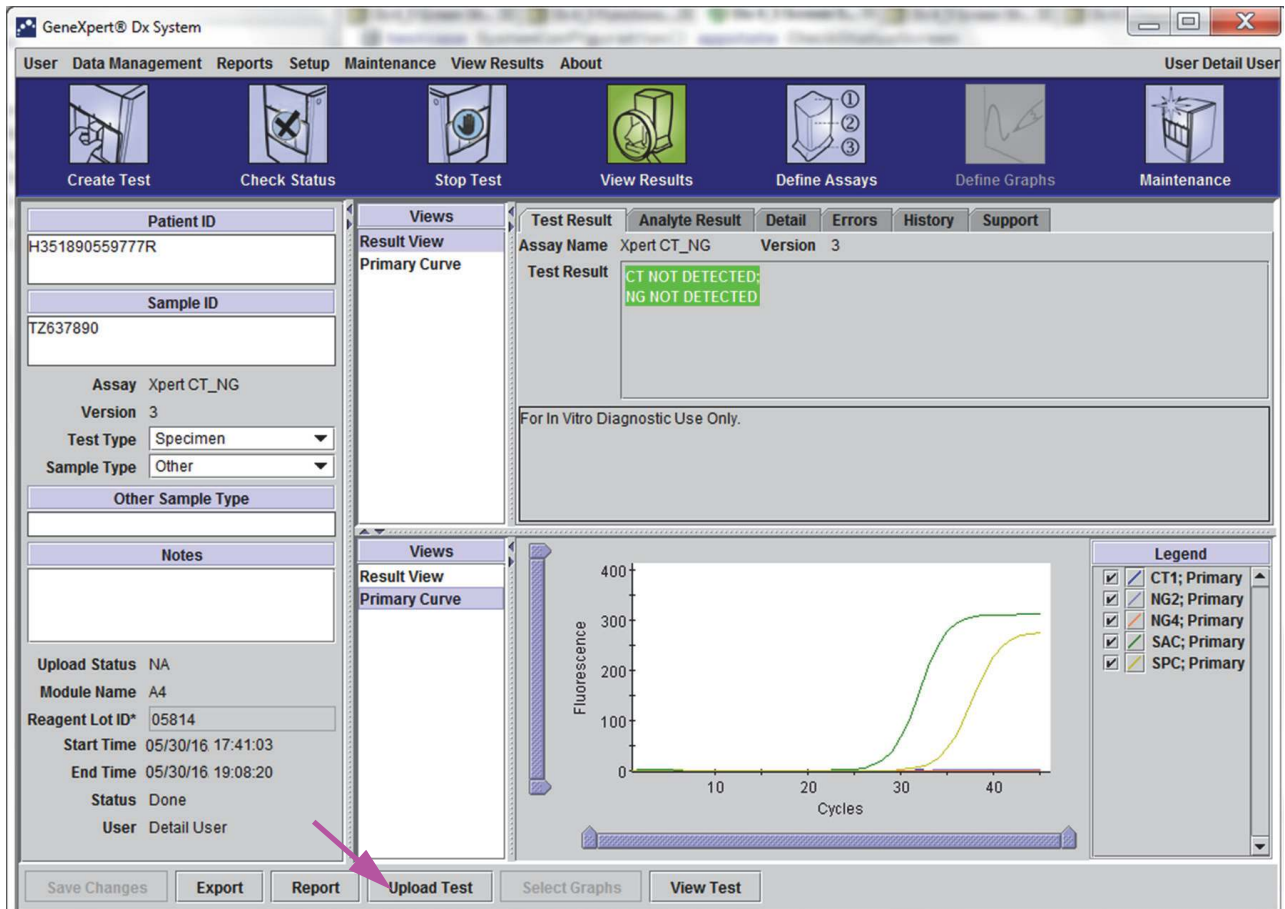 GeneXpert® Dx System
User Data Management Reports Setup Maintenance View Results About User Detail User
Create Test Check Status Stop Test View Results Define Assays Define Graphs Maintenance
Patient ID
H351890559777R
Sample ID
TZ637890
Assay Xpert CT_NG
Version 3
Test Type Specimen
Sample Type Other
Other Sample Type
Notes
Upload Status NA
Module Name A4
Reagent Lot ID* 05814
Start Time 05/30/16 17:41:03
End Time 05/30/16 19:08:20
Status Done
User Detail User
Views
Result View
Primary Curve
Test Result Analyte Result Detail Errors History Support
Assay Name Xpert CT_NG Version 3
Test Result CT NOT DETECTED;
NG NOT DETECTED
For In Vitro Diagnostic Use Only.
Views
Result View
Primary Curve
Fluorescence
400
300
200
100
0
10 20 30 40
Cycles
Legend
CT1; Primary
NG2; Primary
NG4; Primary
SAC; Primary
SPC; Primary
Save Changes Export Report Upload Test Select Graphs View Test